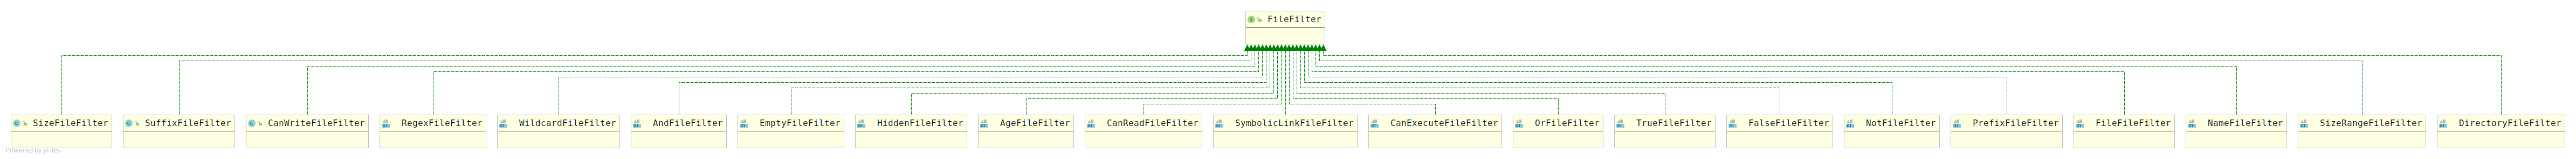 FileFilter
SizeFileFilter
SuffixFileFilter
CanWriteFileFilter
RegexFileFilter
WildcardFileFilter
AndFileFilter
EmptyFileFilter
HiddenFileFilter
AgeFileFilter
CanReadFileFilter
SymbolicLinkFileFilter
CanExecuteFileFilter
OrFileFilter
TrueFileFilter
FalseFileFilter
NotFileFilter
PrefixFileFilter
FileFileFilter
NameFileFilter
SizeRangeFileFilter
DirectoryFileFilter
Powered by yFiles